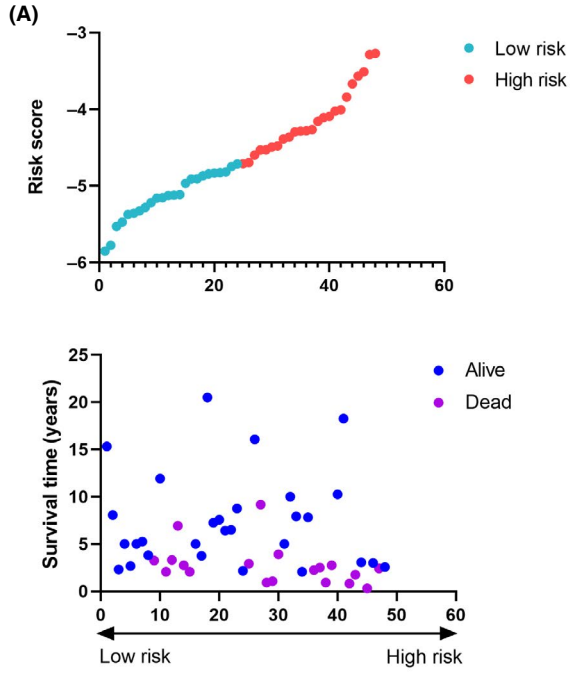 (A)
Risk score
–3
–4
–5
–6
0 20 40 60
Low risk
High risk
Survival time (years)
25
20
15
10
5
0
0 10 20 30 40 50 60
Alive
Dead
Low risk High risk